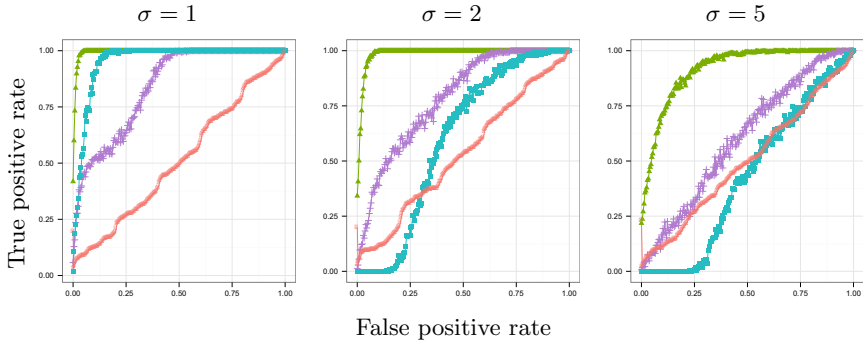 σ = 1 σ = 2 σ = 5
True positive rate
1.00 1.00 1.00
0.75 0.75 0.75
0.50 0.50 0.50
0.25 0.25 0.25
0.00 0.00 0.00
0.00 0.25 0.50 0.75 1.00 0.00 0.25 0.50 0.75 1.00 0.00 0.25 0.50 0.75 1.00
False positive rate